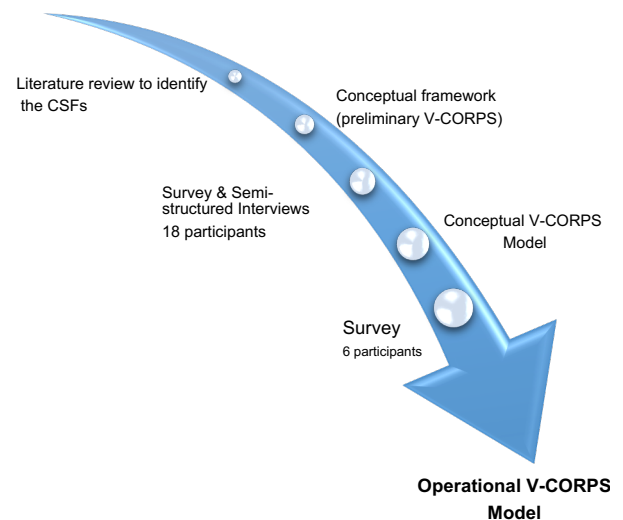 Literature review to identify
the CSFs
Conceptual framework
(preliminary V-CORPS)
Survey & Semi-
structured Interviews
18 participants
Conceptual V-CORPS
Model
Survey
6 participants
Operational V-CORPS
Model